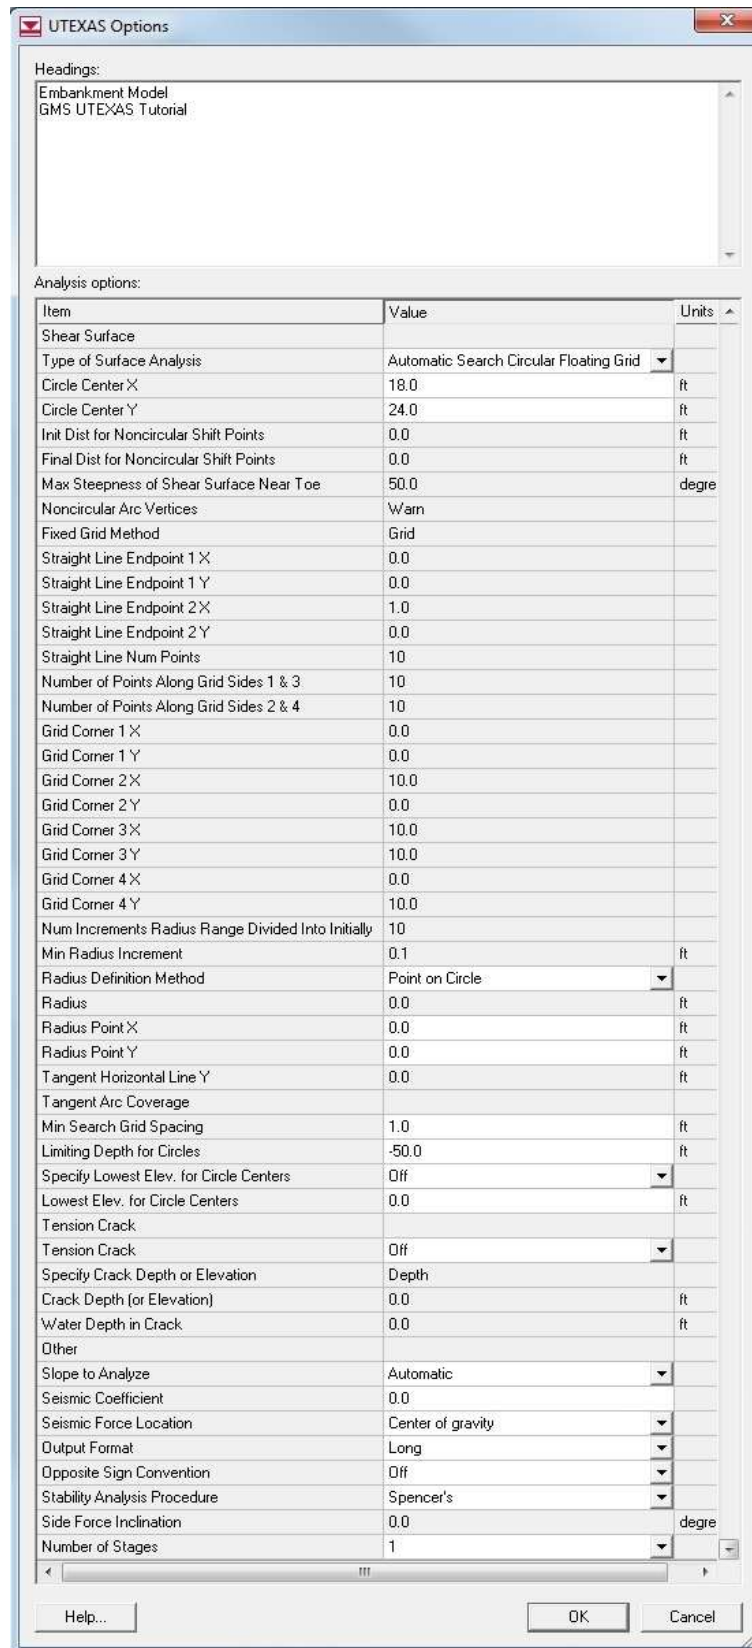 UTEXAS Options
Headings:
Embankment Model
GMS UTEXAS Tutorial
Analysis options:
Item Value Units
Shear Surface
Type of Surface Analysis Automatic Search Circular Floating Grid
Circle Center X 18.0 ft
Circle Center Y 24.0 ft
Init Dist for Noncircular Shift Points 0.0 ft
Final Dist for Noncircular Shift Points 0.0 ft
Max Steepness of Shear Surface Near Toe 50.0 degre
Noncircular Arc Vertices Warn
Fixed Grid Method Grid
Straight Line Endpoint 1 X 0.0
Straight Line Endpoint 1 Y 0.0
Straight Line Endpoint 2 X 1.0
Straight Line Endpoint 2 Y 0.0
Straight Line Num Points 10
Number of Points Along Grid Sides 1 & 3 10
Number of Points Along Grid Sides 2 & 4 10
Grid Corner 1 X 0.0
Grid Corner 1 Y 0.0
Grid Corner 2 X 10.0
Grid Corner 2 Y 0.0
Grid Corner 3 X 10.0
Grid Corner 3 Y 10.0
Grid Corner 4 X 0.0
Grid Corner 4 Y 10.0
Num Increments Radius Range Divided Into Initially 10
Min Radius Increment 0.1 ft
Radius Definition Method Point on Circle
Radius 0.0 ft
Radius Point X 0.0 ft
Radius Point Y 0.0 ft
Tangent Horizontal Line Y 0.0 ft
Tangent Arc Coverage
Min Search Grid Spacing 1.0 ft
Limiting Depth for Circles -50.0 ft
Specify Lowest Elev. for Circle Centers Off
Lowest Elev. for Circle Centers 0.0 ft
Tension Crack
Tension Crack Off
Specify Crack Depth or Elevation Depth
Crack Depth (or Elevation) 0.0 ft
Water Depth in Crack 0.0 ft
Other
Slope to Analyze Automatic
Seismic Coefficient 0.0
Seismic Force Location Center of gravity
Output Format Long
Opposite Sign Convention Off
Stability Analysis Procedure Spencer's
Side Force Inclination 0.0 degre
Number of Stages 1
Help... OK Cancel